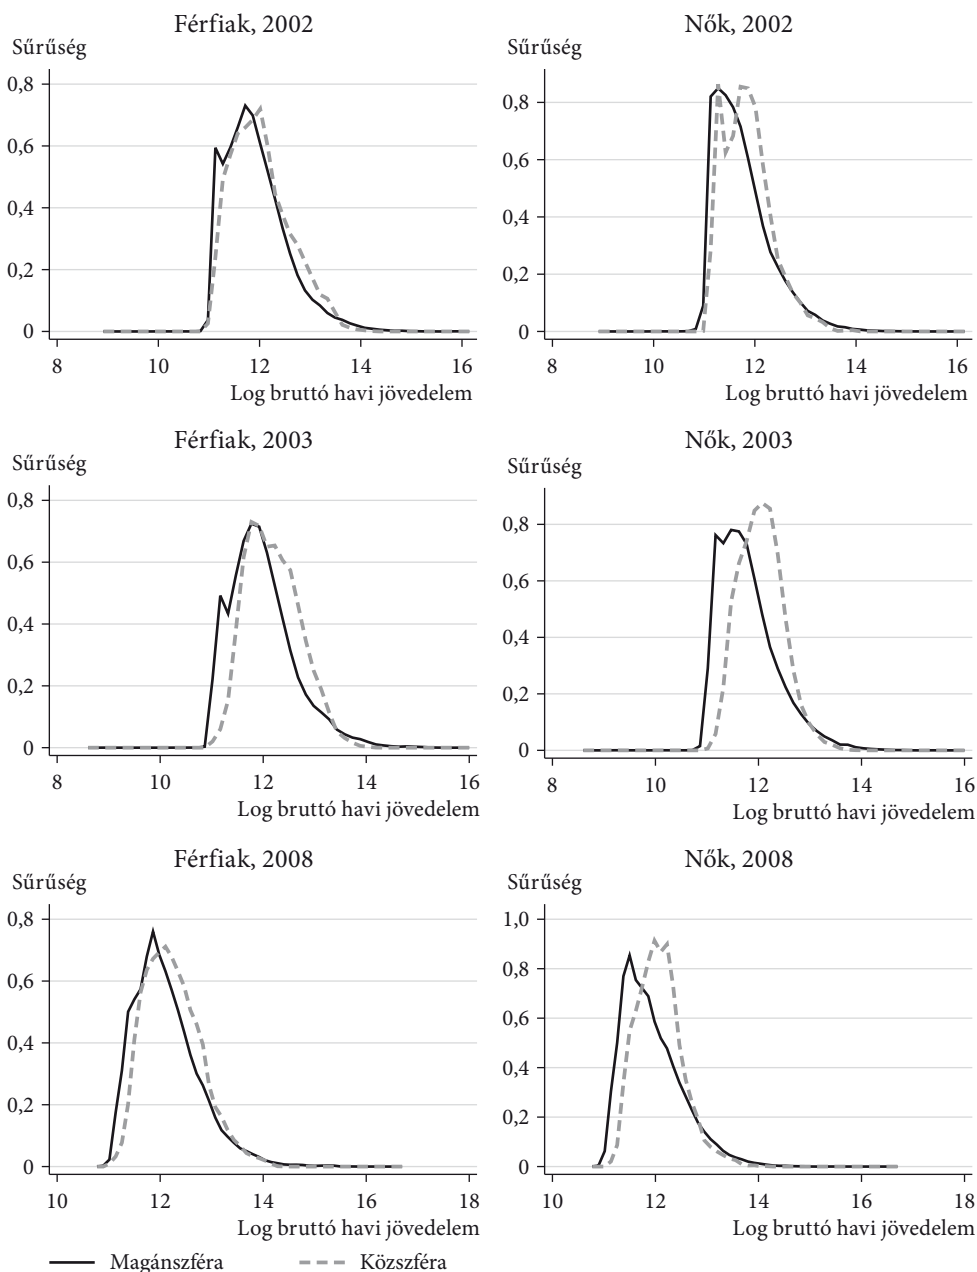 Férfiak, 2002
Sűrűség
0,8
0,6
0,4
0,2
0
8 10 12 14 16
Log bruttó havi jövedelem
Nők, 2002
Sűrűség
0,8
0,6
0,4
0,2
0
8 10 12 14 16
Log bruttó havi jövedelem
Férfiak, 2003
Sűrűség
0,8
0,6
0,4
0,2
0
8 10 12 14 16
Log bruttó havi jövedelem
Nők, 2003
Sűrűség
0,8
0,6
0,4
0,2
0
8 10 12 14 16
Log bruttó havi jövedelem
Férfiak, 2008
Sűrűség
0,8
0,6
0,4
0,2
0
10 12 14 16 18
Log bruttó havi jövedelem
Nők, 2008
Sűrűség
1,0
0,8
0,6
0,4
0,2
0
10 12 14 16 18
Log bruttó havi jövedelem
Magánszféra
Közszféra